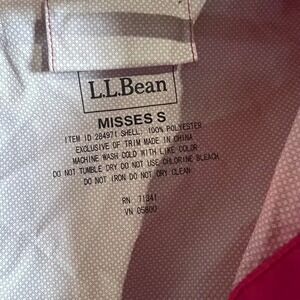 L.L.Bean
MISSES S
ITEM ID 284971 SHELL: 100% POLYESTER
EXCLUSIVE OF TRIM MADE IN CHINA
MACHINE WASH COLD WITH LIKE COLOR
DO NOT TUMBLE DRY DO NOT USE CHLORINE BLEACH
DO NOT IRON DO NOT DRY CLEAN
RN 71341
VN 05800